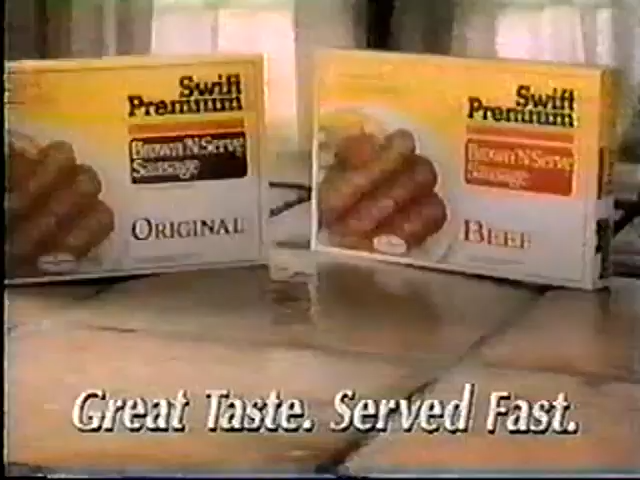 Swift
Premium
Brown 'N Serve
Sausage
ORIGINAL
Swift
Premium
Brown 'N Serve
Sausage
BEEF
Great Taste. Served Fast.